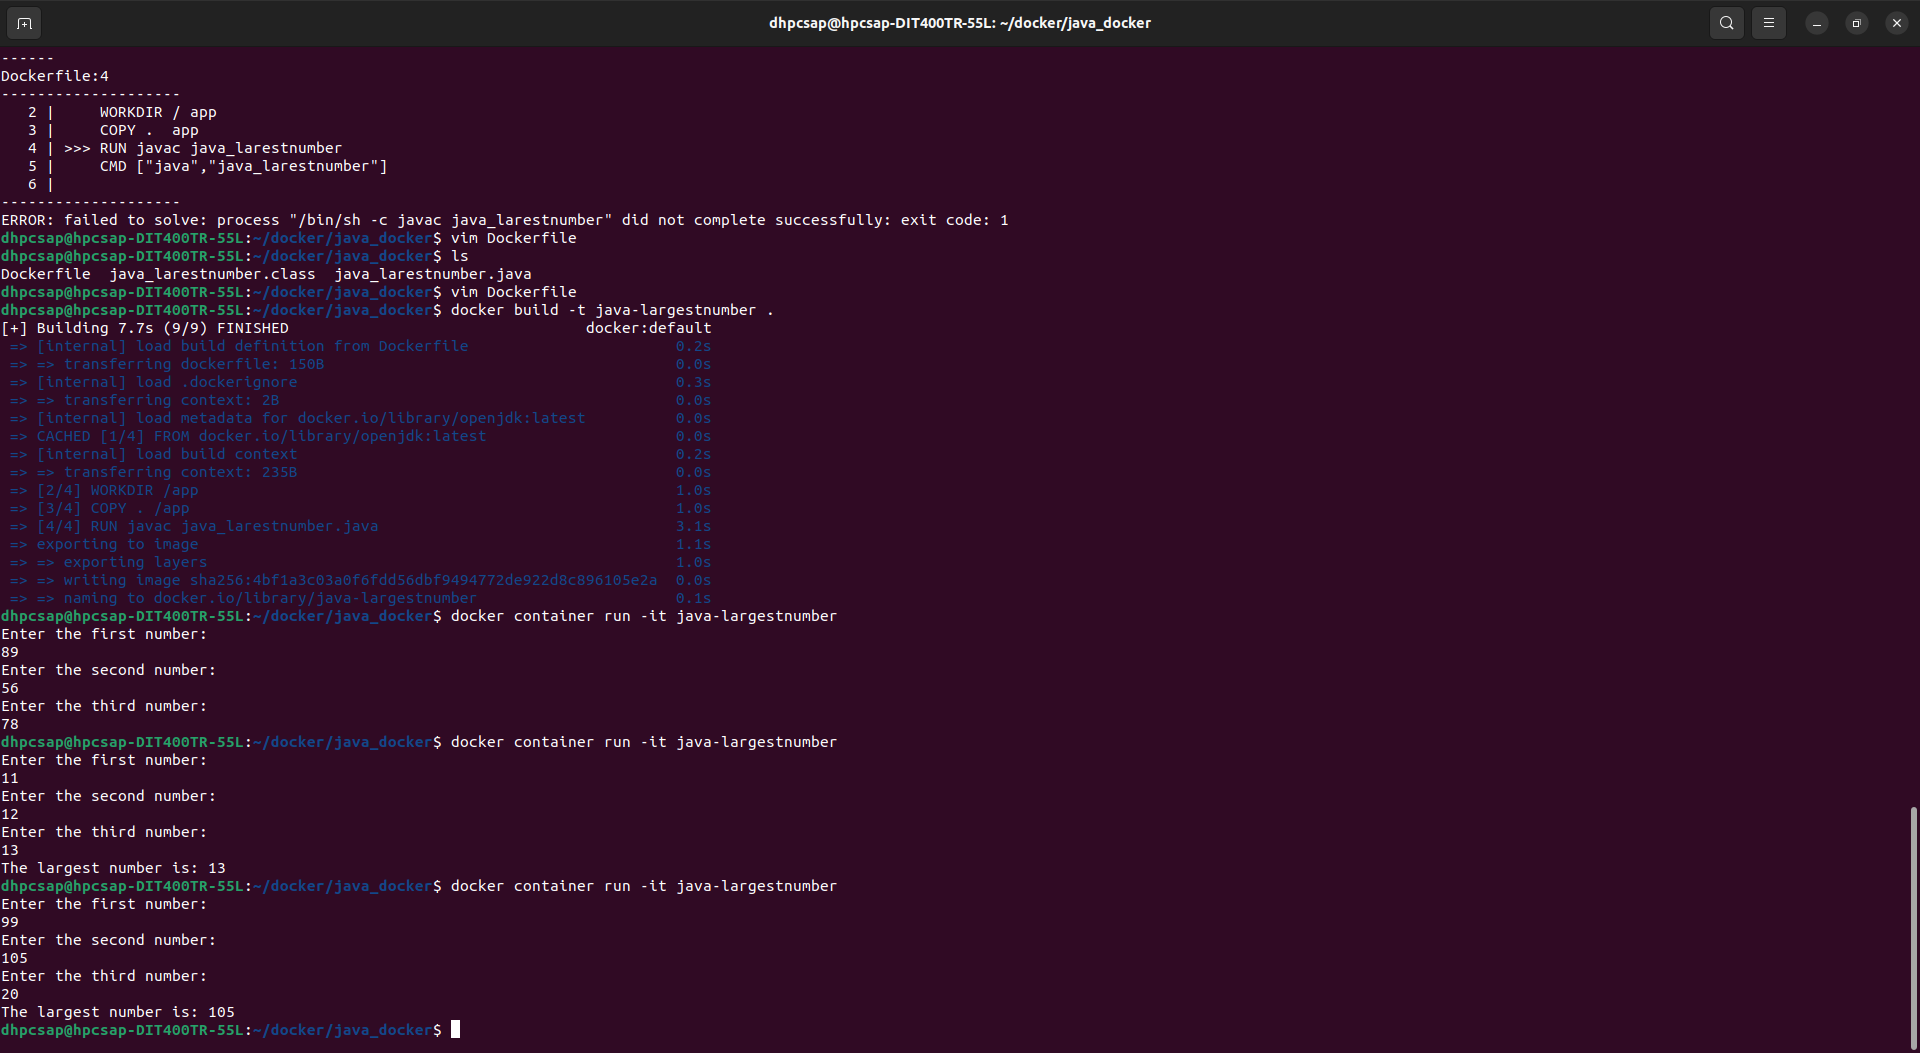 dhpcsap@hpcsap-DIT400TR-55L: ~/docker/java_docker
------
Dockerfile:4
--------------------
   2 |     WORKDIR / app
   3 |     COPY .  app
   4 | >>> RUN javac java_larestnumber
   5 |     CMD ["java","java_larestnumber"]
   6 |
--------------------
ERROR: failed to solve: process "/bin/sh -c javac java_larestnumber" did not complete successfully: exit code: 1
dhpcsap@hpcsap-DIT400TR-55L:~/docker/java_docker$ vim Dockerfile
dhpcsap@hpcsap-DIT400TR-55L:~/docker/java_docker$ ls
Dockerfile  java_larestnumber.class  java_larestnumber.java
dhpcsap@hpcsap-DIT400TR-55L:~/docker/java_docker$ vim Dockerfile
dhpcsap@hpcsap-DIT400TR-55L:~/docker/java_docker$ docker build -t java-largestnumber .
[+] Building 7.7s (9/9) FINISHED                                 docker:default
 => [internal] load build definition from Dockerfile                       0.2s
 => => transferring dockerfile: 150B                                       0.0s
 => [internal] load .dockerignore                                          0.3s
 => => transferring context: 2B                                            0.0s
 => [internal] load metadata for docker.io/library/openjdk:latest          0.0s
 => CACHED [1/4] FROM docker.io/library/openjdk:latest                     0.0s
 => [internal] load build context                                          0.2s
 => => transferring context: 235B                                          0.0s
 => [2/4] WORKDIR /app                                                     1.0s
 => [3/4] COPY . /app                                                      1.0s
 => [4/4] RUN javac java_larestnumber.java                                 3.1s
 => exporting to image                                                     1.1s
 => => exporting layers                                                    1.0s
 => => writing image sha256:4bf1a3c03a0f6fdd56dbf9494772de922d8c896105e2a  0.0s
 => => naming to docker.io/library/java-largestnumber                      0.1s
dhpcsap@hpcsap-DIT400TR-55L:~/docker/java_docker$ docker container run -it java-largestnumber
Enter the first number:
89
Enter the second number:
56
Enter the third number:
78
dhpcsap@hpcsap-DIT400TR-55L:~/docker/java_docker$ docker container run -it java-largestnumber
Enter the first number:
11
Enter the second number:
12
Enter the third number:
13
The largest number is: 13
dhpcsap@hpcsap-DIT400TR-55L:~/docker/java_docker$ docker container run -it java-largestnumber
Enter the first number:
99
Enter the second number:
105
Enter the third number:
20
The largest number is: 105
dhpcsap@hpcsap-DIT400TR-55L:~/docker/java_docker$